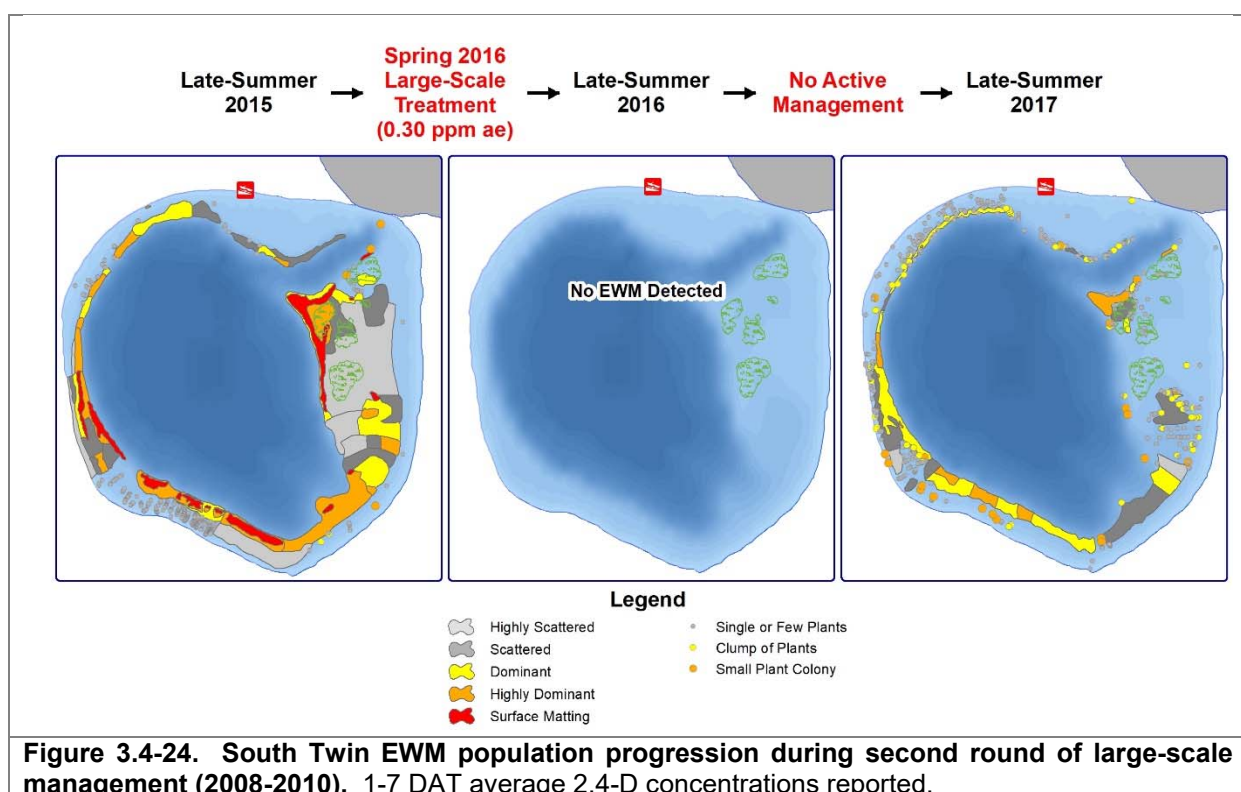 Late-Summer 2015
Spring 2016 Large-Scale Treatment (0.30 ppm ae)
Late-Summer 2016
No Active Management
Late-Summer 2017
No EWM Detected
Legend
Highly Scattered
Scattered
Dominant
Highly Dominant
Surface Matting
Single or Few Plants
Clump of Plants
Small Plant Colony
Figure 3.4-24. South Twin EWM population progression during second round of large-scale
management (2008-2010). 1-7 DAT average 2,4-D concentrations reported.